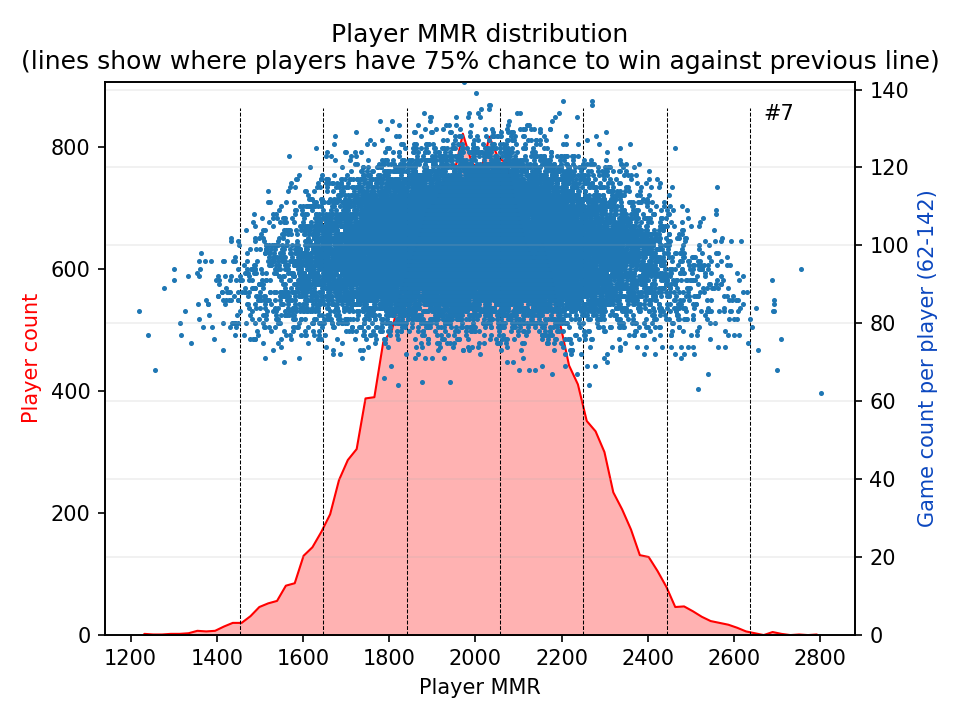 Player MMR distribution
(lines show where players have 75% chance to win against previous line)
#7
800
600
400
200
0
Player count
140
120
100
80
60
40
20
0
Game count per player (62-142)
1200 1400 1600 1800 2000 2200 2400 2600 2800
Player MMR